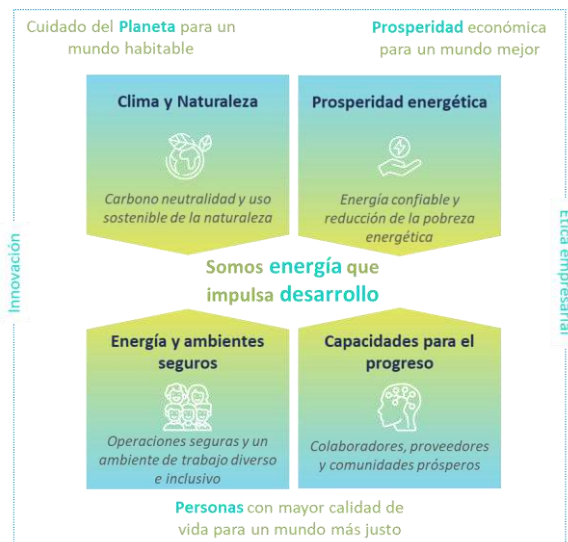 Cuidado del Planeta para un
mundo habitable
Prosperidad económica
para un mundo mejor
Clima y Naturaleza
Carbono neutralidad y uso
sostenible de la naturaleza
Prosperidad energética
Energía confiable y
reducción de la pobreza
energética
Innovación
Somos energía que
impulsa desarrollo
Ética empresarial
Energía y ambientes
seguros
Operaciones seguras y un
ambiente de trabajo diverso
e inclusivo
Capacidades para el
progreso
Colaboradores, proveedores
y comunidades prósperos
Personas con mayor calidad de
vida para un mundo más justo